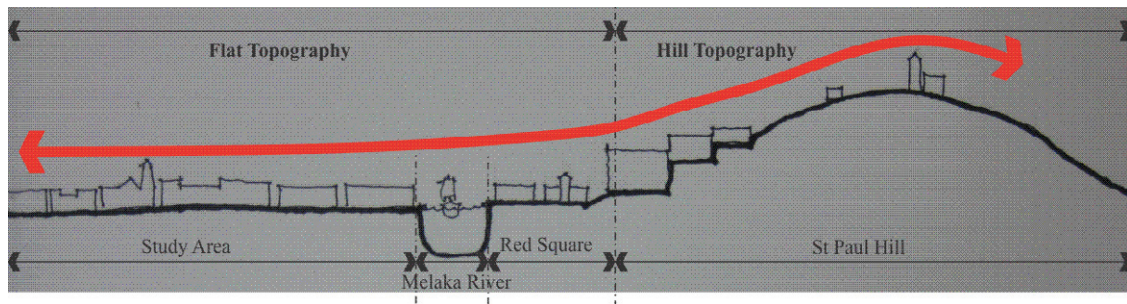 Flat Topography
Hill Topography
Study Area
Melaka River
Red Square
St Paul Hill